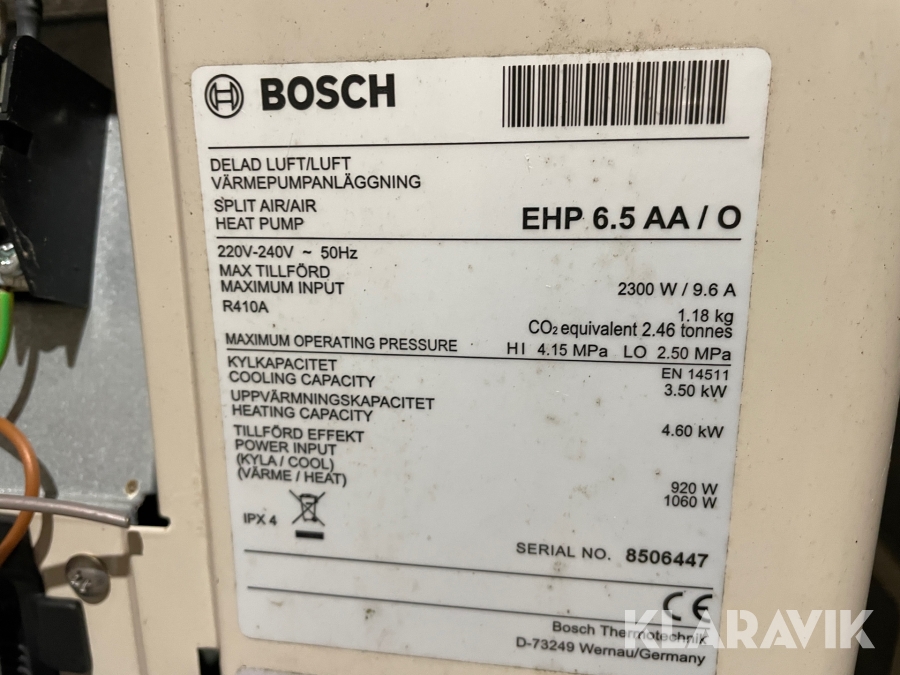 BOSCH
DELAD LUFT/LUFT
VÄRMEPUMPANLÄGGNING
SPLIT AIR/AIR
HEAT PUMP
EHP 6.5 AA / O
220V-240V ~ 50Hz
MAX TILLFÖRD
MAXIMUM INPUT 2300 W / 9.6 A
R410A 1.18 kg
CO₂ equivalent 2.46 tonnes
MAXIMUM OPERATING PRESSURE HI 4.15 MPa LO 2.50 MPa
EN 14511
KYLKAPACITET
COOLING CAPACITY 3.50 kW
UPPVÄRMNINGSKAPACITET
HEATING CAPACITY 4.60 kW
TILLFÖRD EFFEKT
POWER INPUT
(KYLA / COOL) 920 W
(VÄRME / HEAT) 1060 W
IPX 4
SERIAL NO. 8506447
CE
Bosch Thermotechnik
D-73249 Wernau/Germany
KLARAVIK
KLARAVIK